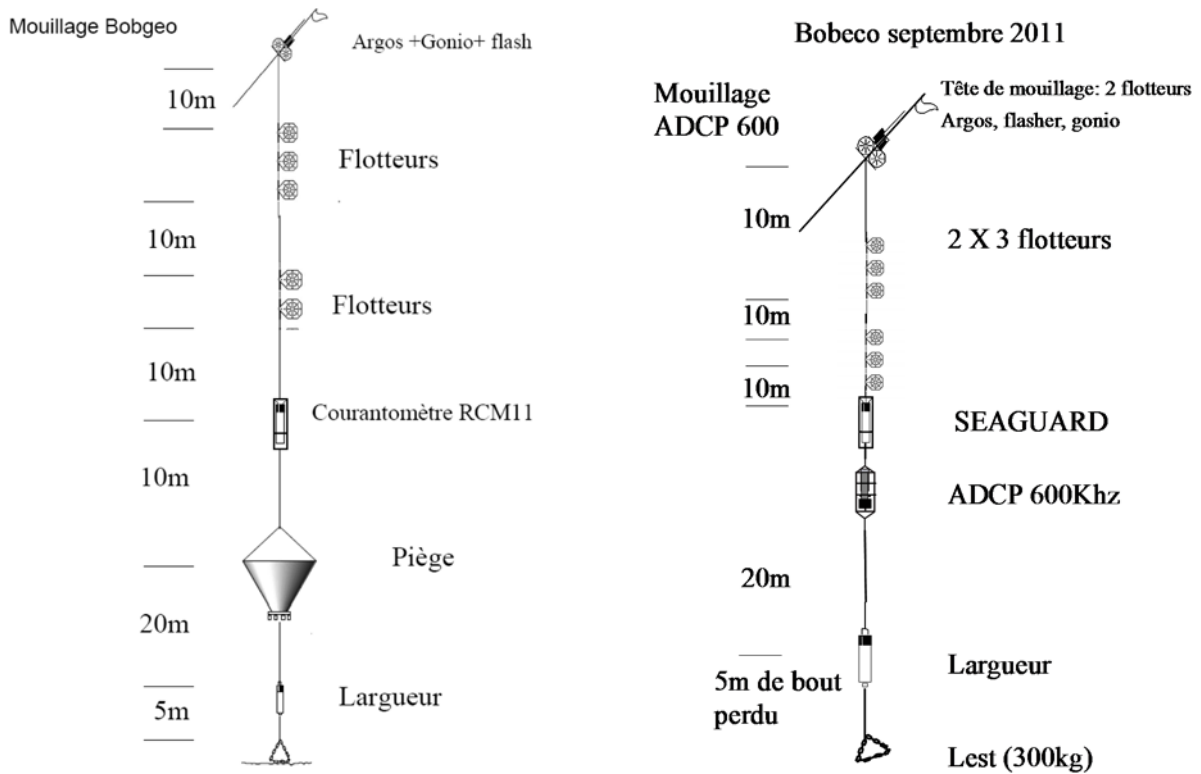 Mouillage Bobgeo
Argos +Gonio+ flash
10m
Flotteurs
10m
Flotteurs
10m
Courantomètre RCM11
10m
Piège
20m
Largueur
5m
Bobeco septembre 2011
Mouillage
ADCP 600
Tête de mouillage: 2 flotteurs
Argos, flasher, gonio
10m
2 X 3 flotteurs
10m
10m
SEAGUARD
ADCP 600Khz
20m
Largueur
5m de bout
perdu
Lest (300kg)